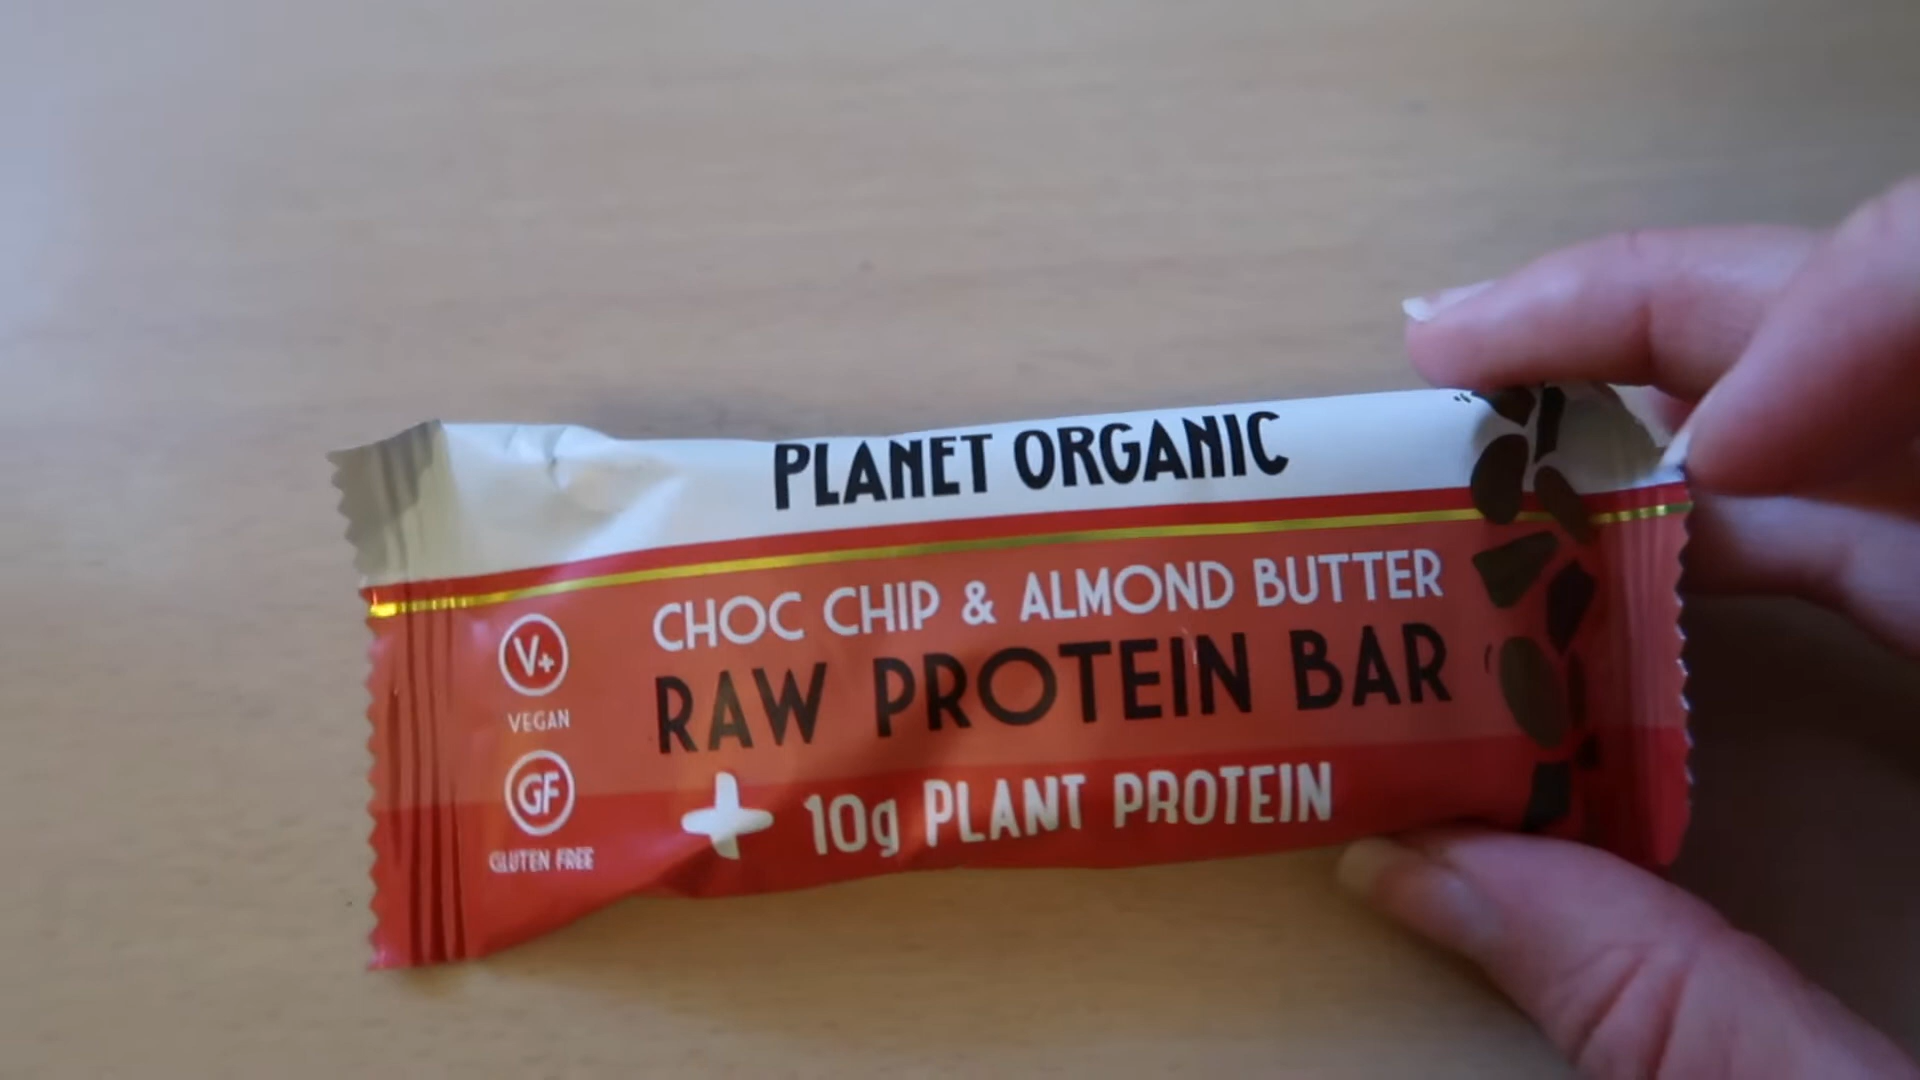 PLANET ORGANIC
CHOC CHIP & ALMOND BUTTER
RAW PROTEIN BAR
+ 10g PLANT PROTEIN
V+
VEGAN
GF
GLUTEN FREE